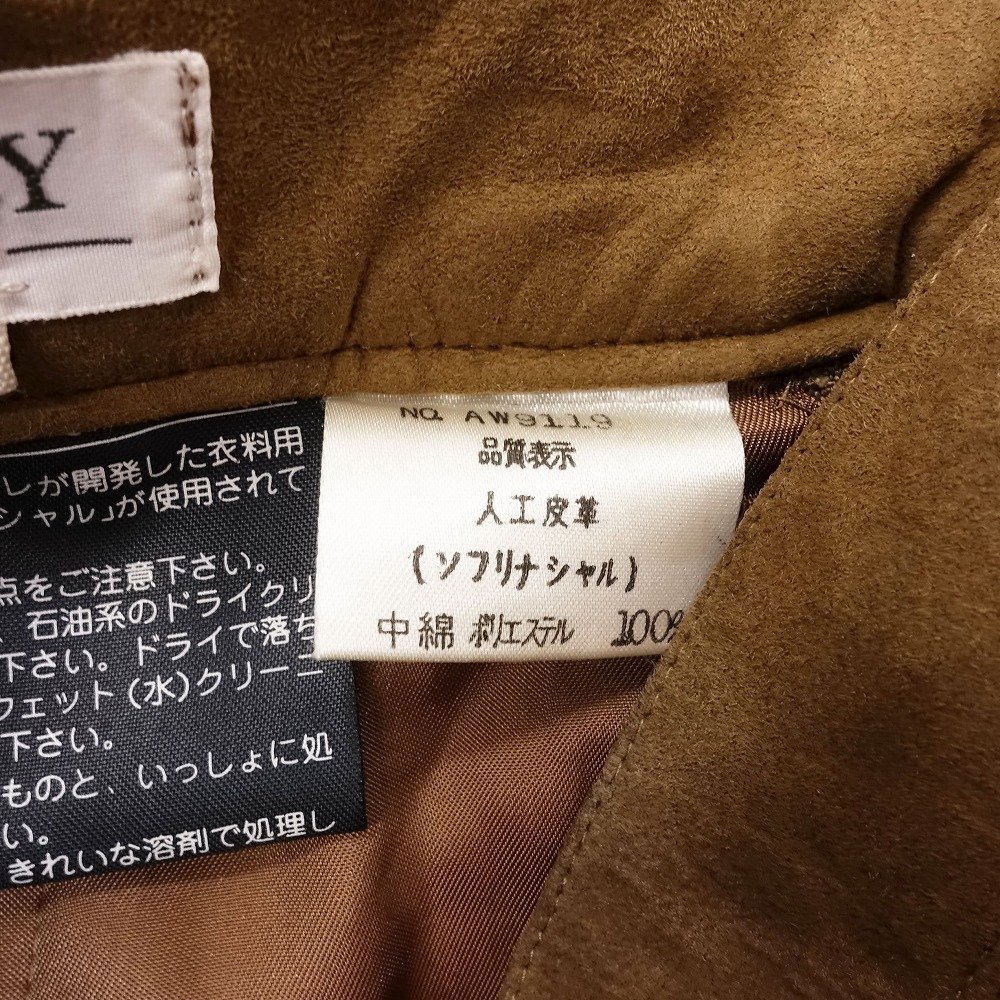 Y
NO. AW9119
品質表示
人工皮革
(ソフリナシャル)
中綿 ポリエステル 100%
しが開発した衣料用
シャル」が使用されて
点をご注意下さい。
、石油系のドライクリ
下さい。ドライで落ち
ウェット(水)クリーニ
下さい。
ものと、いっしょに処
い。
きれいな溶剤で処理し